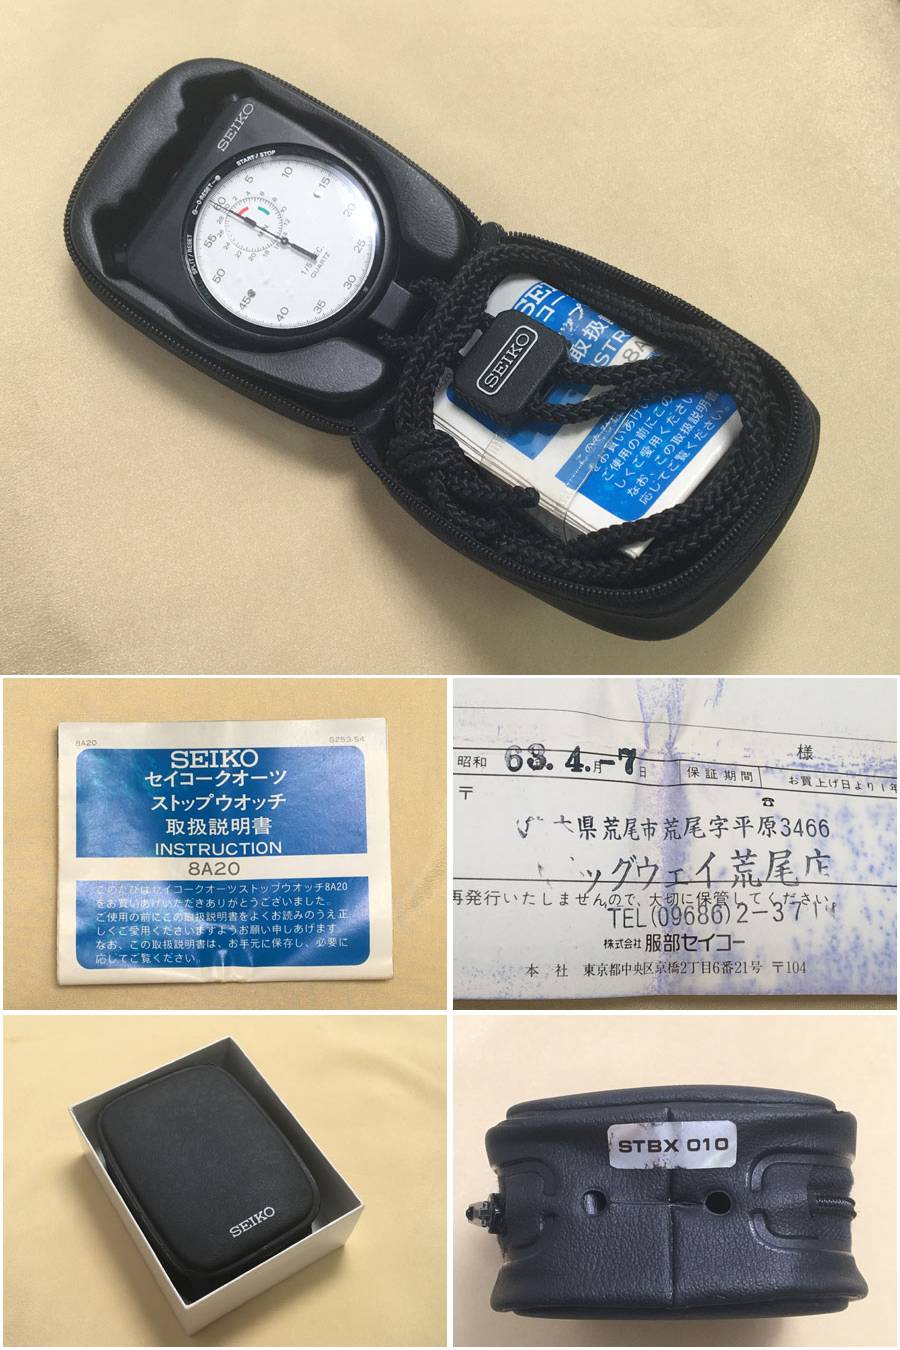 SEIKO
START/STOP
SPLIT/RESET
60
5
10
15
20
25
30
35
40
45
50
55
1/5 SEC.
QUARTZ
SEIKO
8A20
G253-54
SEIKO
セイコークオーツ
ストップウオッチ
取扱説明書
INSTRUCTION
8A20
このたびはセイコークオーツストップウオッチ8A20
をお買いあげいただきありがとうございました。
ご使用の前にこの取扱説明書をよくお読みのうえ正
しくご愛用くださいますようお願い申しあげます。
なお、この取扱説明書は、お手元に保存し、必要に
応じてご覧ください。
様
昭和 63.4.-7 月 日 保証期間 お買上げ日より1年
〒 ☎
県荒尾市荒尾字平原3466
ッグウェイ荒尾店
再発行いたしませんので、大切に保管してください。
TEL(09686)2-371
株式会社 服部セイコー
本 社 東京都中央区京橋2丁目6番21号 〒104
SEIKO
STBX 010